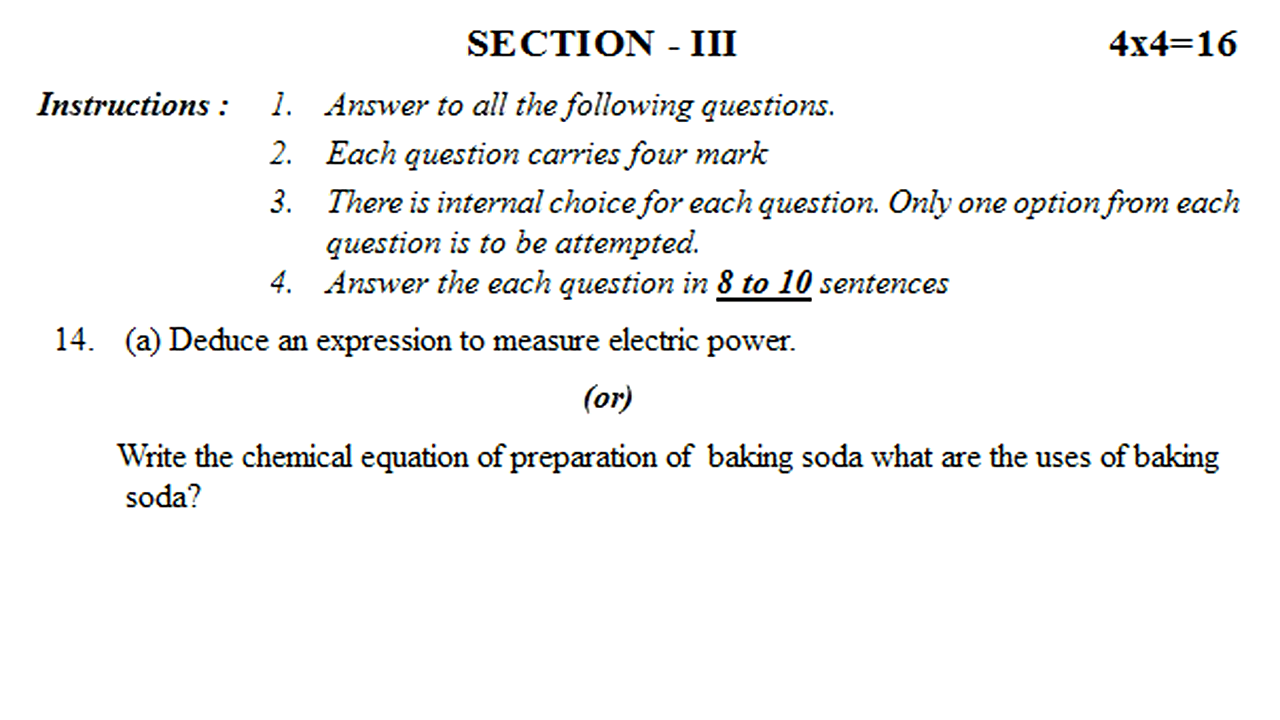 SECTION - III 4x4=16
Instructions : 1. Answer to all the following questions.
2. Each question carries four mark
3. There is internal choice for each question. Only one option from each
question is to be attempted.
4. Answer the each question in 8 to 10 sentences
14. (a) Deduce an expression to measure electric power.
(or)
Write the chemical equation of preparation of baking soda what are the uses of baking
soda?